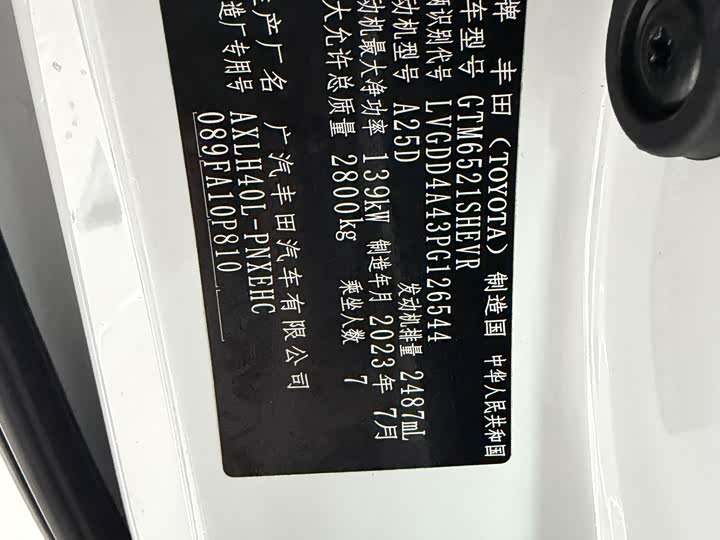 牌 丰田 (TOYOTA) 制造国 中华人民共和国
车型号 GTM6521SHEVR
识别代号 LVGDD4A43PG126544
动机型号 A25D 发动机排量 2487mL
动机最大净功率 139kW 制造年月 2023年 7月
大允许总质量 2800kg 乘坐人数 7
产厂名 广汽丰田汽车有限公司
造厂专用号 AXLH40L-PNXEHC
089FA10P810